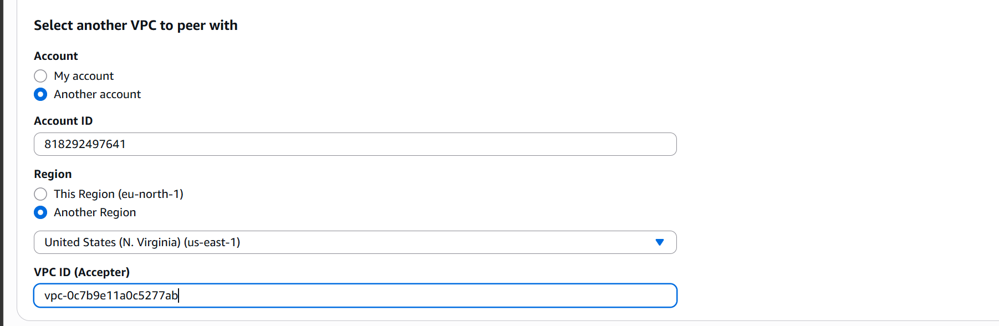 Select another VPC to peer with
Account
My account
Another account
Account ID
818292497641
Region
This Region (eu-north-1)
Another Region
United States (N. Virginia) (us-east-1)
VPC ID (Accepter)
vpc-0c7b9e11a0c5277ab